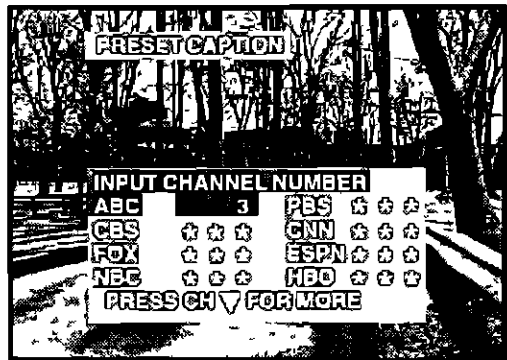 PRESET CAPTION
INPUT CHANNEL NUMBER
ABC 3 PBS ☆ ☆ ☆
CBS ☆ ☆ ☆ CNN ☆ ☆ ☆
FOX ☆ ☆ ☆ ESPN ☆ ☆ ☆
NBC ☆ ☆ ☆ HBO ☆ ☆ ☆
PRESS CH ▽ FOR MORE